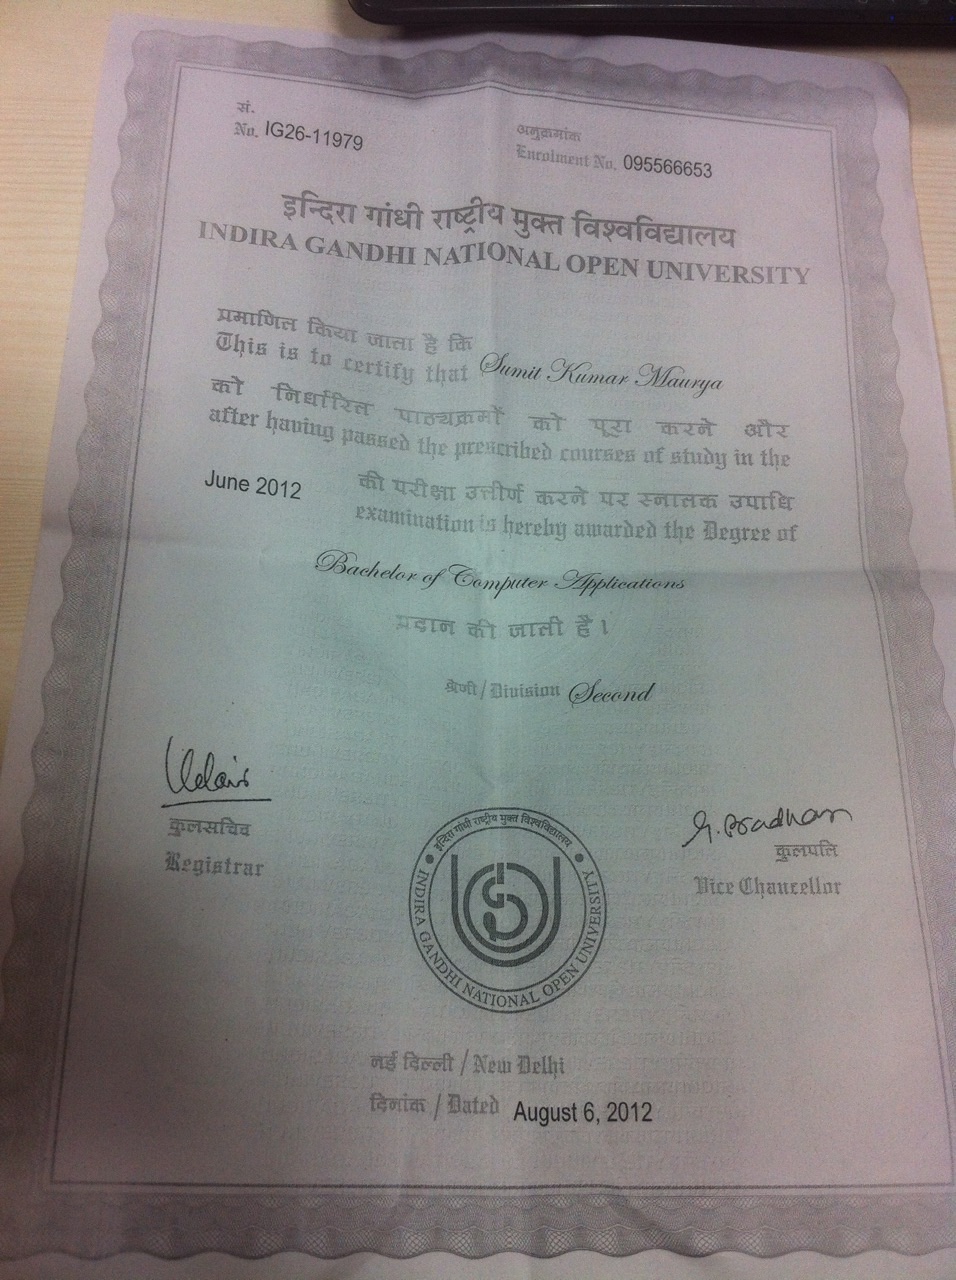 सं.
No. IG26-11979
अनुक्रमांक
Enrolment No. 095566653
इन्दिरा गांधी राष्ट्रीय मुक्त विश्वविद्यालय
INDIRA GANDHI NATIONAL OPEN UNIVERSITY
प्रमाणित किया जाता है कि
This is to certify that Sumit Kumar Maurya
को निर्धारित पाठ्यक्रमों को पूरा करने और
after having passed the prescribed courses of study in the
June 2012 की परीक्षा उत्तीर्ण करने पर स्नातक उपाधि
examination is hereby awarded the Degree of
Bachelor of Computer Applications
प्रदान की जाती है।
श्रेणी / Division Second
कुलसचिव
Registrar
G. Pradhan
कुलपति
Vice Chancellor
इन्दिरा गांधी राष्ट्रीय मुक्त विश्वविद्यालय
INDIRA GANDHI NATIONAL OPEN UNIVERSITY
नई दिल्ली / New Delhi
दिनांक / Dated August 6, 2012